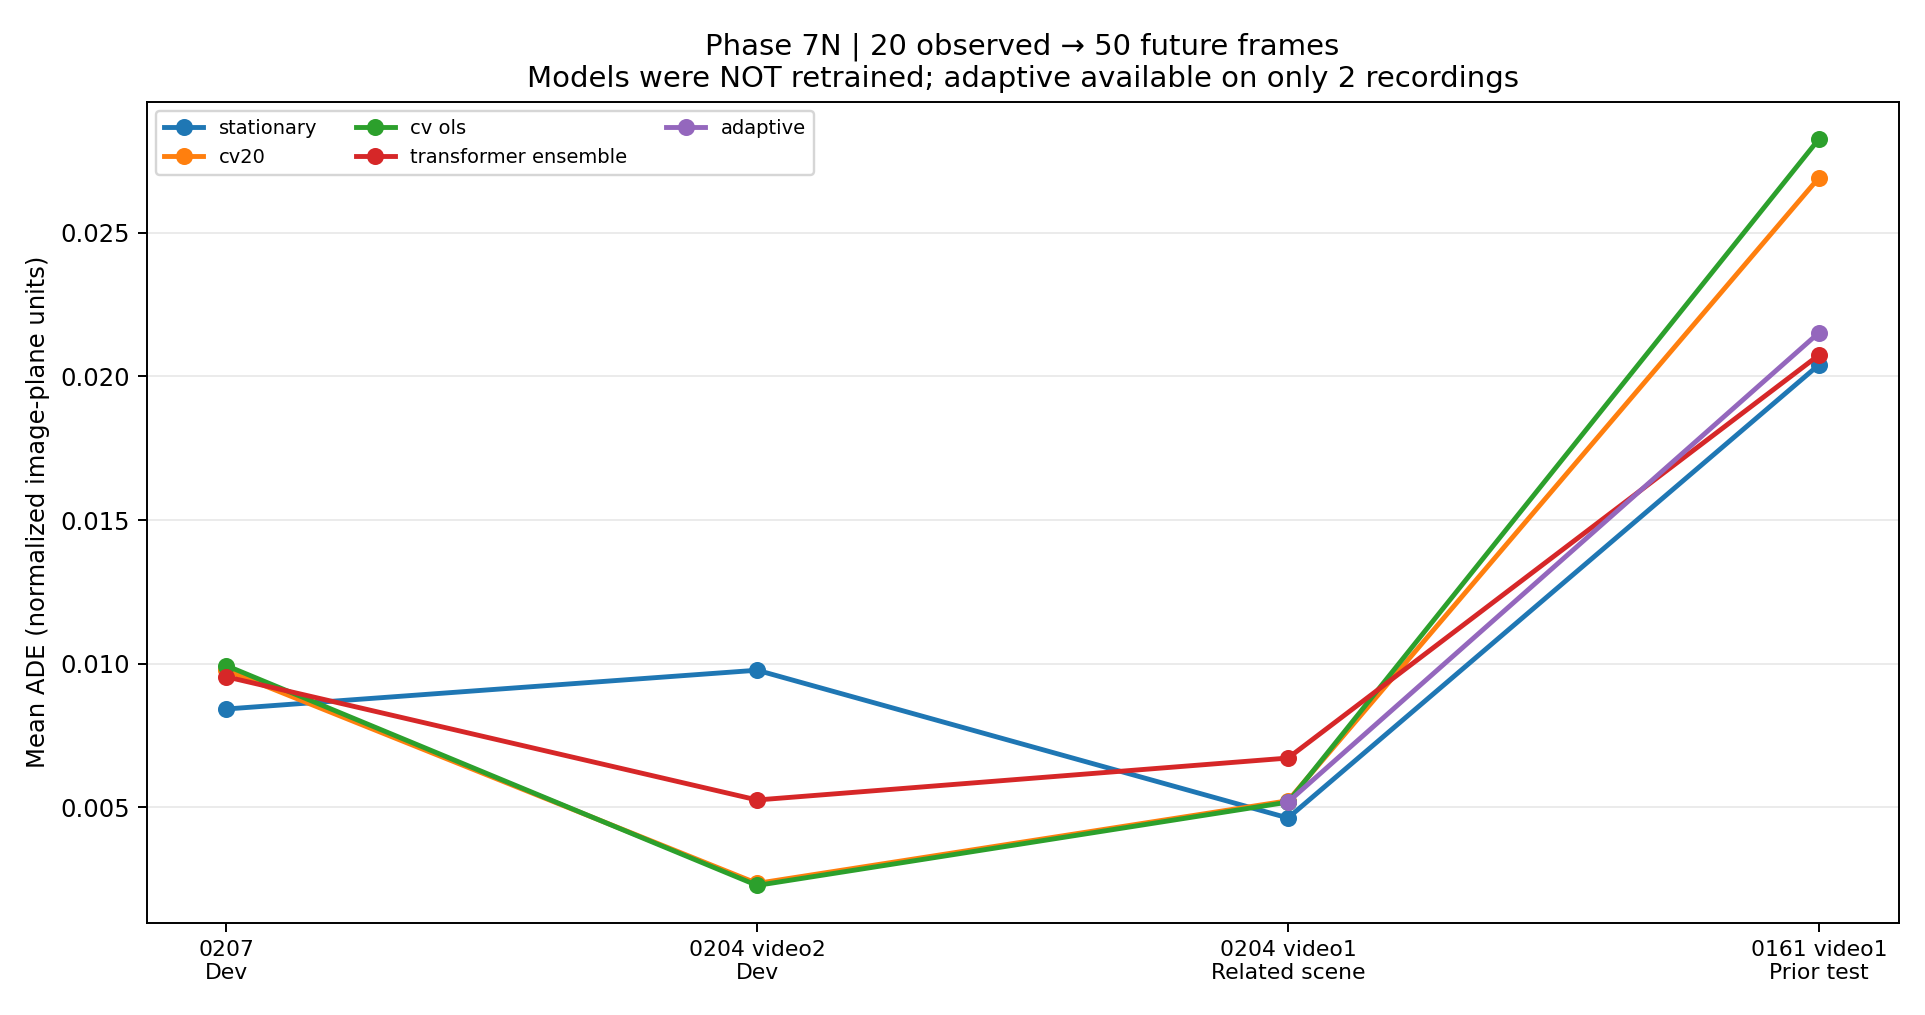 Phase 7N | 20 observed → 50 future frames
Models were NOT retrained; adaptive available on only 2 recordings
stationary
cv20
cv ols
transformer ensemble
adaptive
Mean ADE (normalized image-plane units)
0.025
0.020
0.015
0.010
0.005
0207
Dev
0204 video2
Dev
0204 video1
Related scene
0161 video1
Prior test